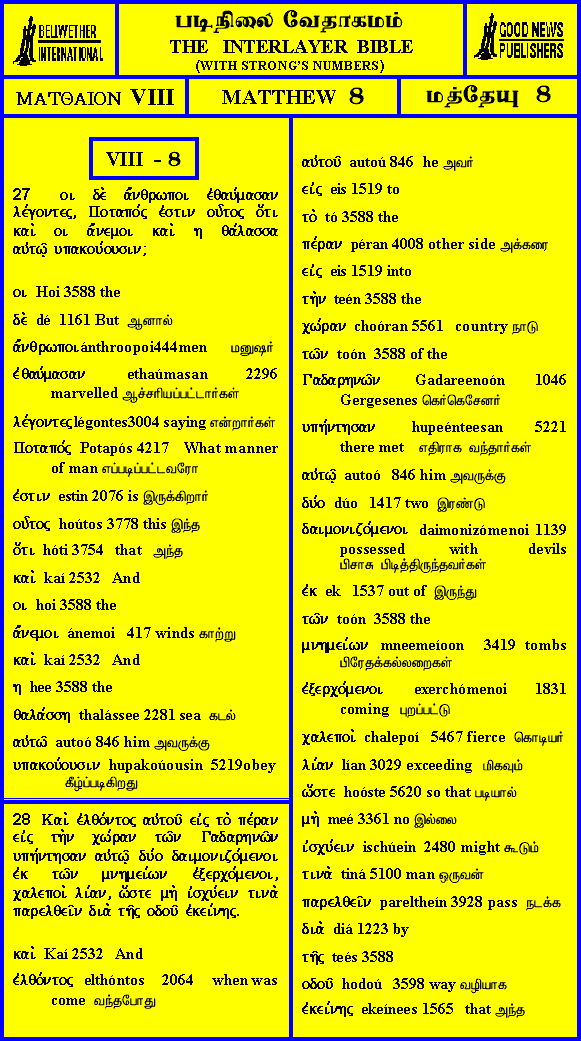 BELLWETHER
INTERNATIONAL
படிநிலை வேதாகமம்
THE INTERLAYER BIBLE
(WITH STRONG'S NUMBERS)
GOOD NEWS
PUBLISHERS
ΜΑΤΘΑΙΟΝ VIII
MATTHEW 8
மத்தேயு 8
VIII - 8
27 οι δὲ ἄνθρωποι ἐθαύμασαν
λέγοντες, Ποταπός ἐστιν οὗτος ὅτι
καὶ οι ἄνεμοι καὶ η θάλασσα
αὐτῷ υπακούουσιν;
οι Hoi 3588 the
δὲ dé 1161 But ஆனால்
ἄνθρωποι ánthroopoi444men மனுஷர்
ἐθαύμασαν ethaúmasan 2296
marvelled ஆச்சரியப்பட்டார்கள்
λέγοντες légontes3004 saying என்றார்கள்
Ποταπός Potapós 4217 What manner
of man எப்படிப்பட்டவரோ
ἐστιν estin 2076 is இருக்கிறார்
οὗτος hoútos 3778 this இந்த
ὅτι hóti 3754 that அந்த
καὶ kaí 2532 And
οι hoi 3588 the
ἄνεμοι ánemoi 417 winds காற்று
καὶ kaí 2532 And
η hee 3588 the
θαλάσση thalássee 2281 sea கடல்
αὐτῶ autoó 846 him அவருக்கு
υπακούουσιν hupakoúousin 5219obey
கீழ்ப்படிகிறது
28 Καὶ ἐλθόντος αὐτοῦ εἰς τὸ πέραν
εἰς τὴν χώραν τῶν Γαδαρηνῶν
υπήντησαν αὐτῷ δύο δαιμονιζόμενοι
ἐκ τῶν μνημείων ἐξερχόμενοι,
χαλεποὶ λίαν, ὥστε μὴ ἰσχύειν τινὰ
παρελθεῖν διὰ τῆς οδοῦ ἐκείνης.
καὶ Kaí 2532 And
ἐλθόντος elthóntos 2064 when was
come வந்தபோது
αὐτοῦ autoú 846 he அவர்
εἰς eis 1519 to
τὸ tó 3588 the
πέραν péran 4008 other side அக்கரை
εἰς eis 1519 into
τὴν teén 3588 the
χώραν choóran 5561 country நாடு
τῶν toón 3588 of the
Γαδαρηνῶν Gadareenoón 1046
Gergesenes கெர்கெசேனர்
υπήντησαν hupeénteesan 5221
there met எதிராக வந்தார்கள்
αὐτῷ autoó 846 him அவருக்கு
δύο dúo 1417 two இரண்டு
δαιμονιζόμενοι daimonizómenoi 1139
possessed with devils
பிசாசு பிடித்திருந்தவர்கள்
ἐκ ek 1537 out of இருந்து
τῶν toón 3588 the
μνημείων mneemeíoon 3419 tombs
பிரேதக்கல்லறைகள்
ἐξερχόμενοι exerchómenoi 1831
coming புறப்பட்டு
χαλεποὶ chalepoí 5467 fierce கொடியர்
λίαν lían 3029 exceeding மிகவும்
ὥστε hoóste 5620 so that படியால்
μὴ meé 3361 no இல்லை
ἰσχύειν ischúein 2480 might கூடும்
τινὰ tiná 5100 man ஒருவன்
παρελθεῖν pareltheín 3928 pass நடக்க
διὰ diá 1223 by
τῆς teés 3588
οδοῦ hodoú 3598 way வழியாக
ἐκείνης ekeínees 1565 that அந்த